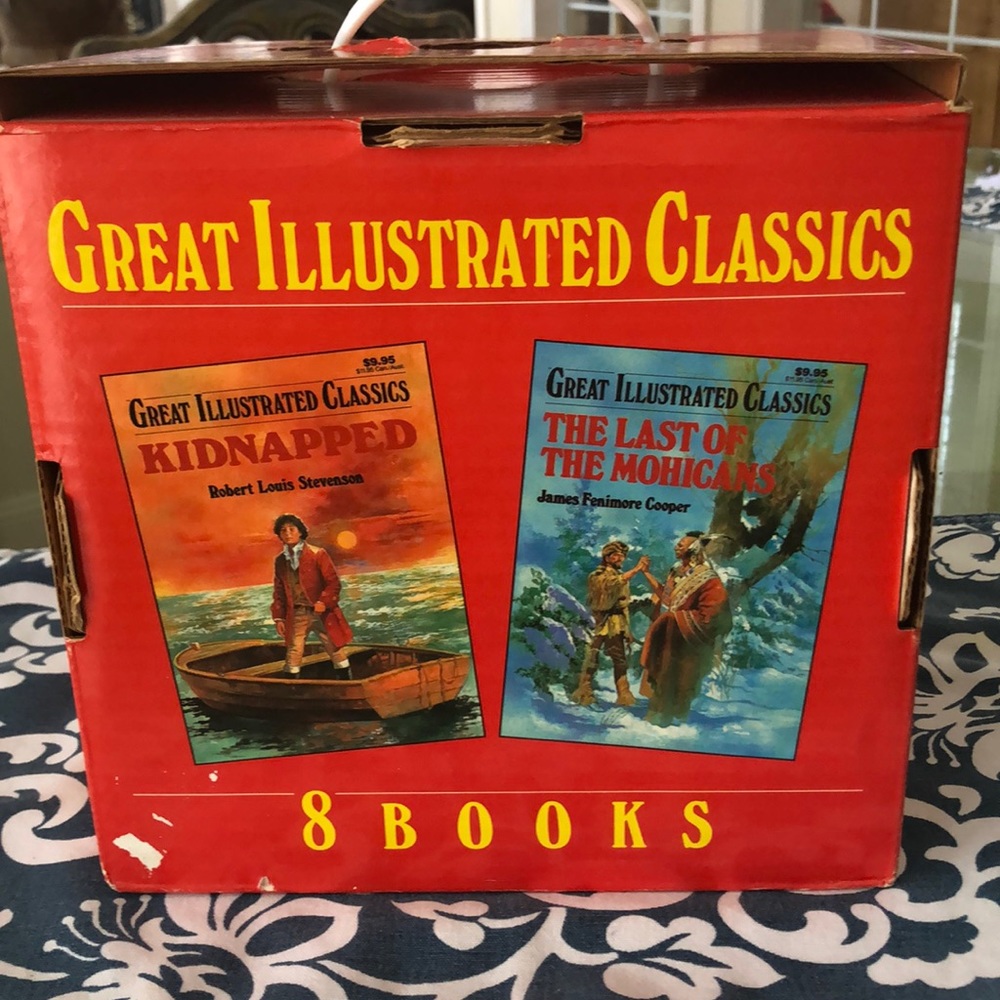 GREAT ILLUSTRATED CLASSICS
$9.95
GREAT ILLUSTRATED CLASSICS
KIDNAPPED
Robert Louis Stevenson
$9.95
GREAT ILLUSTRATED CLASSICS
THE LAST OF
THE MOHICANS
James Fenimore Cooper
8 BOOKS